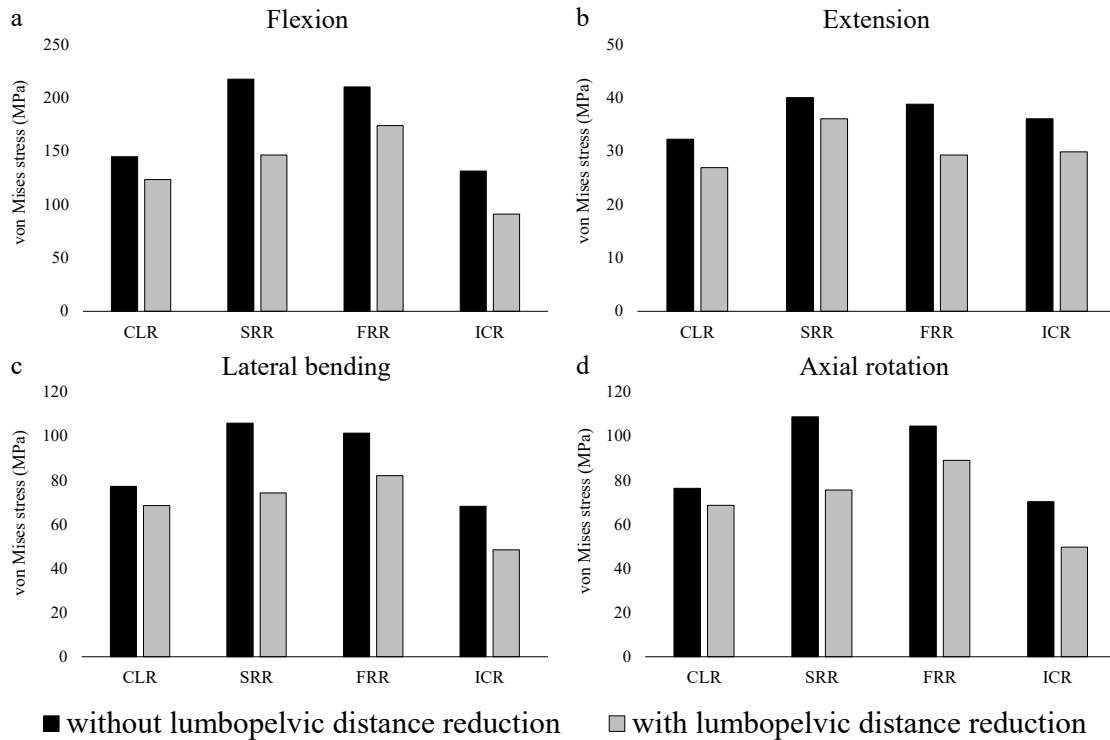 a
Flexion
von Mises stress (MPa)
250
200
150
100
50
0
CLR SRR FRR ICR
b
Extension
von Mises stress (MPa)
50
40
30
20
10
0
CLR SRR FRR ICR
c
Lateral bending
von Mises stress (MPa)
120
100
80
60
40
20
0
CLR SRR FRR ICR
d
Axial rotation
von Mises stress (MPa)
120
100
80
60
40
20
0
CLR SRR FRR ICR
without lumbopelvic distance reduction
with lumbopelvic distance reduction